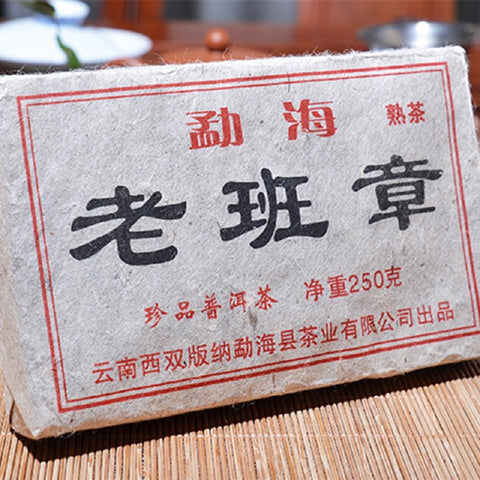 勐海 熟茶
老班章
珍品普洱茶 净重250克
云南西双版纳勐海县茶业有限公司出品